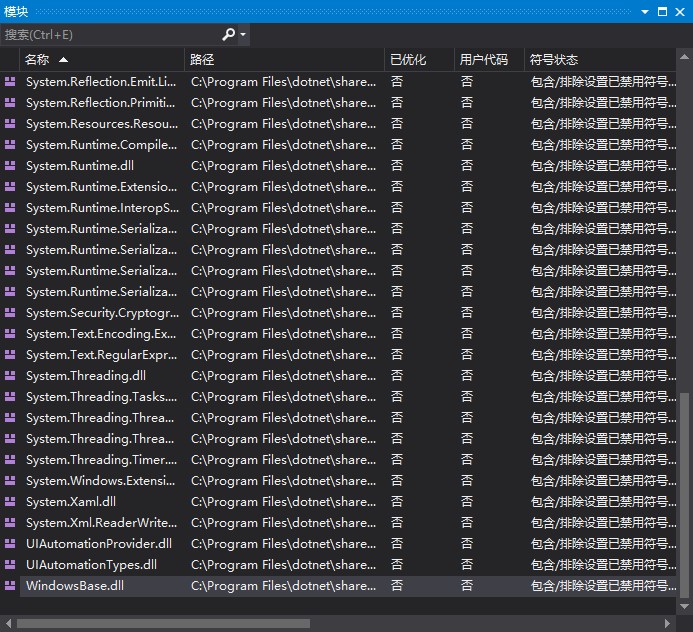 模块
搜索(Ctrl+E)
名称 路径 已优化 用户代码 符号状态
System.Reflection.Emit.Li... C:\Program Files\dotnet\share... 否 否 包含/排除设置已禁用符号...
System.Reflection.Primiti... C:\Program Files\dotnet\share... 否 否 包含/排除设置已禁用符号...
System.Resources.Resou... C:\Program Files\dotnet\share... 否 否 包含/排除设置已禁用符号...
System.Runtime.Compile... C:\Program Files\dotnet\share... 否 否 包含/排除设置已禁用符号...
System.Runtime.dll C:\Program Files\dotnet\share... 否 否 包含/排除设置已禁用符号...
System.Runtime.Extensio... C:\Program Files\dotnet\share... 否 否 包含/排除设置已禁用符号...
System.Runtime.InteropS... C:\Program Files\dotnet\share... 否 否 包含/排除设置已禁用符号...
System.Runtime.Serializa... C:\Program Files\dotnet\share... 否 否 包含/排除设置已禁用符号...
System.Runtime.Serializa... C:\Program Files\dotnet\share... 否 否 包含/排除设置已禁用符号...
System.Runtime.Serializa... C:\Program Files\dotnet\share... 否 否 包含/排除设置已禁用符号...
System.Runtime.Serializa... C:\Program Files\dotnet\share... 否 否 包含/排除设置已禁用符号...
System.Security.Cryptogr... C:\Program Files\dotnet\share... 否 否 包含/排除设置已禁用符号...
System.Text.Encoding.Ex... C:\Program Files\dotnet\share... 否 否 包含/排除设置已禁用符号...
System.Text.RegularExpr... C:\Program Files\dotnet\share... 否 否 包含/排除设置已禁用符号...
System.Threading.dll C:\Program Files\dotnet\share... 否 否 包含/排除设置已禁用符号...
System.Threading.Tasks.... C:\Program Files\dotnet\share... 否 否 包含/排除设置已禁用符号...
System.Threading.Threa... C:\Program Files\dotnet\share... 否 否 包含/排除设置已禁用符号...
System.Threading.Threa... C:\Program Files\dotnet\share... 否 否 包含/排除设置已禁用符号...
System.Threading.Timer.... C:\Program Files\dotnet\share... 否 否 包含/排除设置已禁用符号...
System.Windows.Extensi... C:\Program Files\dotnet\share... 否 否 包含/排除设置已禁用符号...
System.Xaml.dll C:\Program Files\dotnet\share... 否 否 包含/排除设置已禁用符号...
System.Xml.ReaderWrite... C:\Program Files\dotnet\share... 否 否 包含/排除设置已禁用符号...
UIAutomationProvider.dll C:\Program Files\dotnet\share... 否 否 包含/排除设置已禁用符号...
UIAutomationTypes.dll C:\Program Files\dotnet\share... 否 否 包含/排除设置已禁用符号...
WindowsBase.dll C:\Program Files\dotnet\share... 否 否 包含/排除设置已禁用符号...